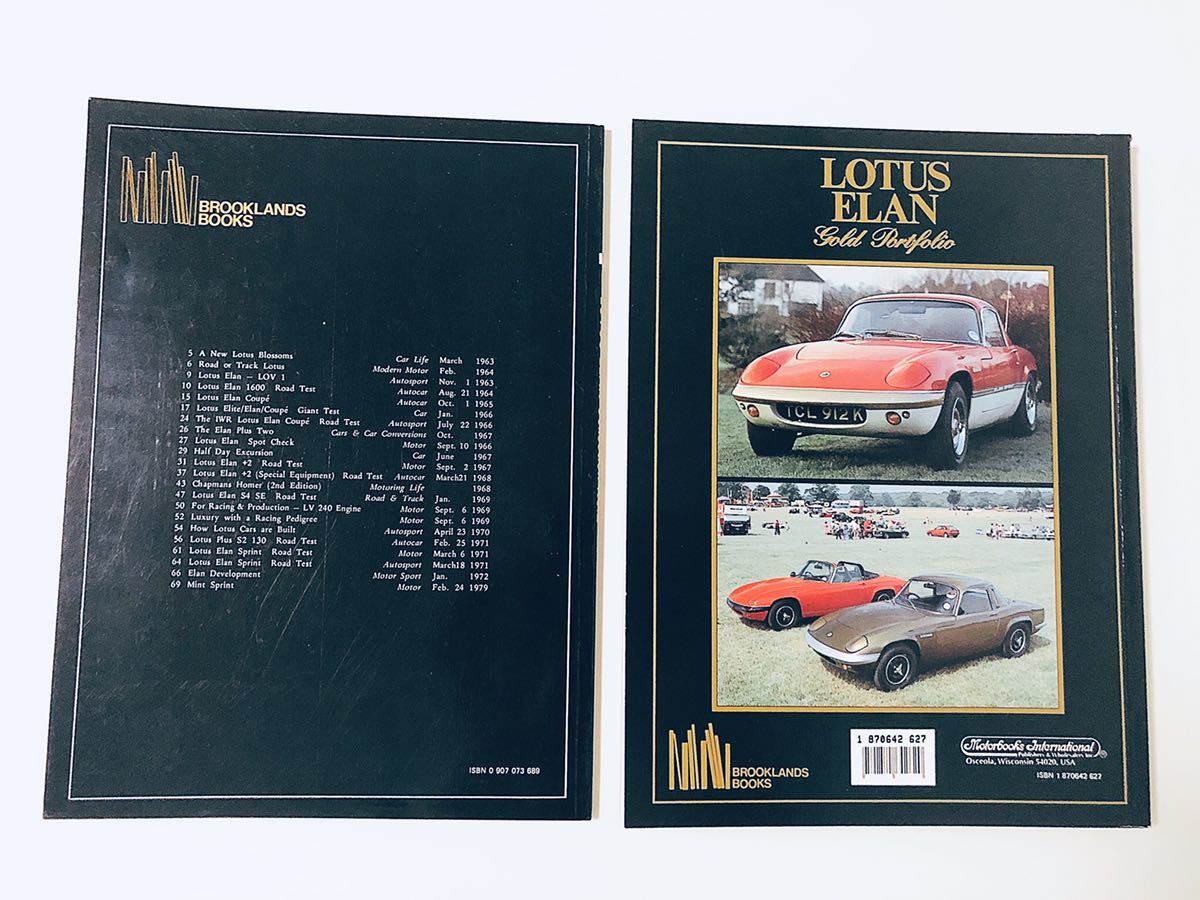 BROOKLANDS
BOOKS
5 A New Lotus Blossoms Car Life March 1963
6 Road or Track Lotus Modern Motor Feb. 1964
9 Lotus Elan — LOV 1 Autosport Nov. 1 1963
10 Lotus Elan 1600 Road Test Autocar Aug. 21 1964
15 Lotus Elan Coupé Autocar Oct. 1 1965
17 Lotus Elite/Elan/Coupé Giant Test Car Jan. 1966
24 The IWR Lotus Elan Coupé Road Test Autosport July 22 1966
26 The Elan Plus Two Cars & Car Conversions Oct. 1967
27 Lotus Elan Spot Check Motor Sept. 10 1966
29 Half Day Excursion Car June 1967
31 Lotus Elan +2 Road Test Motor Sept. 2 1967
37 Lotus Elan +2 (Special Equipment) Road Test Autocar March21 1968
43 Chapmans Homer (2nd Edition) Motoring Life 1968
47 Lotus Elan S4 SE Road Test Road & Track Jan. 1969
50 For Racing & Production — LV 240 Engine Motor Sept. 6 1969
52 Luxury with a Racing Pedigree Motor Sept. 6 1969
54 How Lotus Cars are Built Autosport April 23 1970
56 Lotus Plus S2 130 Road Test Autocar Feb. 25 1971
61 Lotus Elan Sprint Road Test Motor March 6 1971
64 Lotus Elan Sprint Road Test Autosport March18 1971
66 Elan Development Motor Sport Jan. 1972
69 Mint Sprint Motor Feb. 24 1979
ISBN 0 907 073 689
LOTUS
ELAN
Gold Portfolio
TCL 912K
BROOKLANDS
BOOKS
1 870642 627
Motorbooks International
Publishers & Wholesalers Inc.
Osceola, Wisconsin 54020, USA
ISBN 1 870642 627